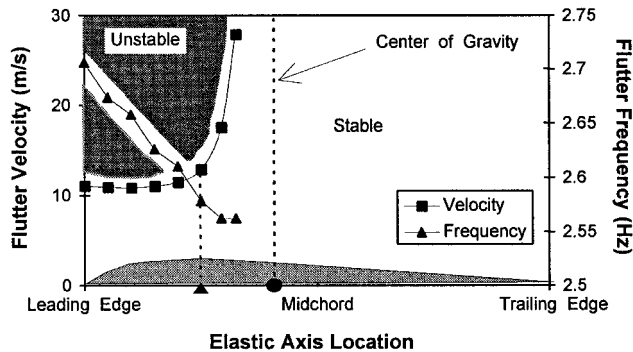 30
20
10
0
Flutter Velocity (m/s)
Unstable
Center of Gravity
Stable
Velocity
Frequency
2.75
2.7
2.65
2.6
2.55
2.5
Flutter Frequency (Hz)
Leading Edge
Midchord
Trailing Edge
Elastic Axis Location